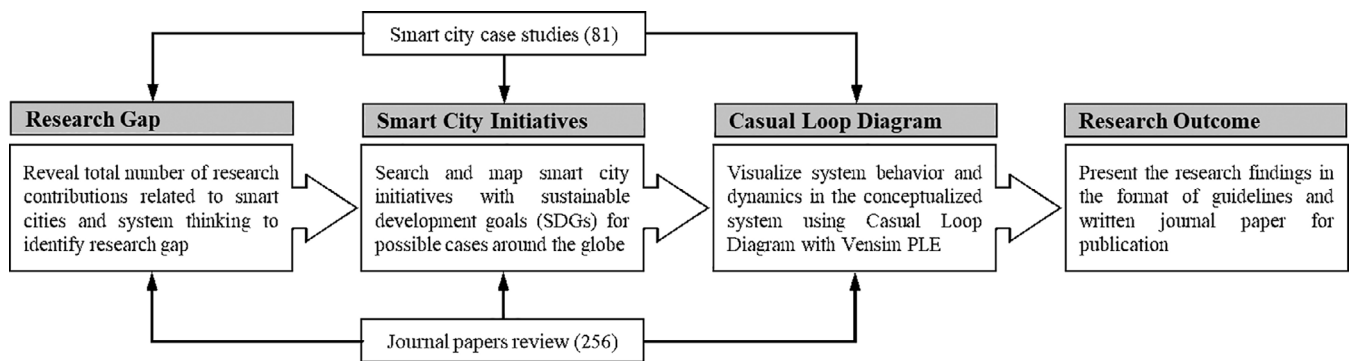 Smart city case studies (81)
Research Gap
Reveal total number of research
contributions related to smart
cities and system thinking to
identify research gap
Smart City Initiatives
Search and map smart city
initiatives with sustainable
development goals (SDGs) for
possible cases around the globe
Casual Loop Diagram
Visualize system behavior and
dynamics in the conceptualized
system using Casual Loop
Diagram with Vensim PLE
Research Outcome
Present the research findings in
the format of guidelines and
written journal paper for
publication
Journal papers review (256)